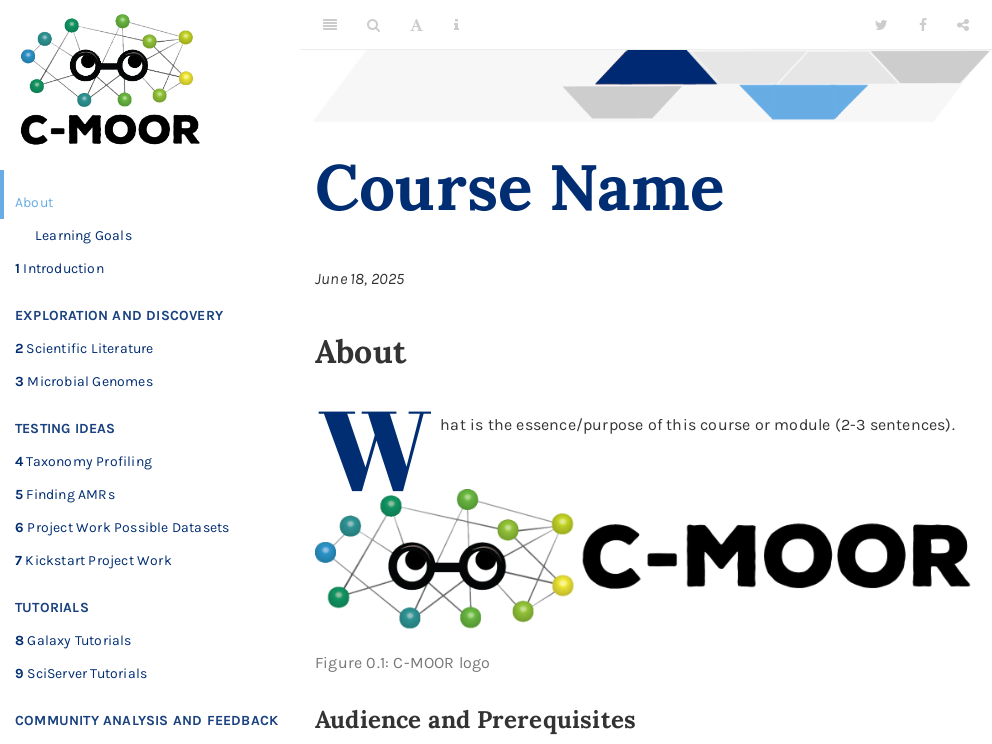 C-MOOR
About
Learning Goals
1 Introduction
EXPLORATION AND DISCOVERY
2 Scientific Literature
3 Microbial Genomes
TESTING IDEAS
4 Taxonomy Profiling
5 Finding AMRs
6 Project Work Possible Datasets
7 Kickstart Project Work
TUTORIALS
8 Galaxy Tutorials
9 SciServer Tutorials
COMMUNITY ANALYSIS AND FEEDBACK
A
Course Name
June 18, 2025
About
What is the essence/purpose of this course or module (2-3 sentences).
C-MOOR
Figure 0.1: C-MOOR logo
Audience and Prerequisites